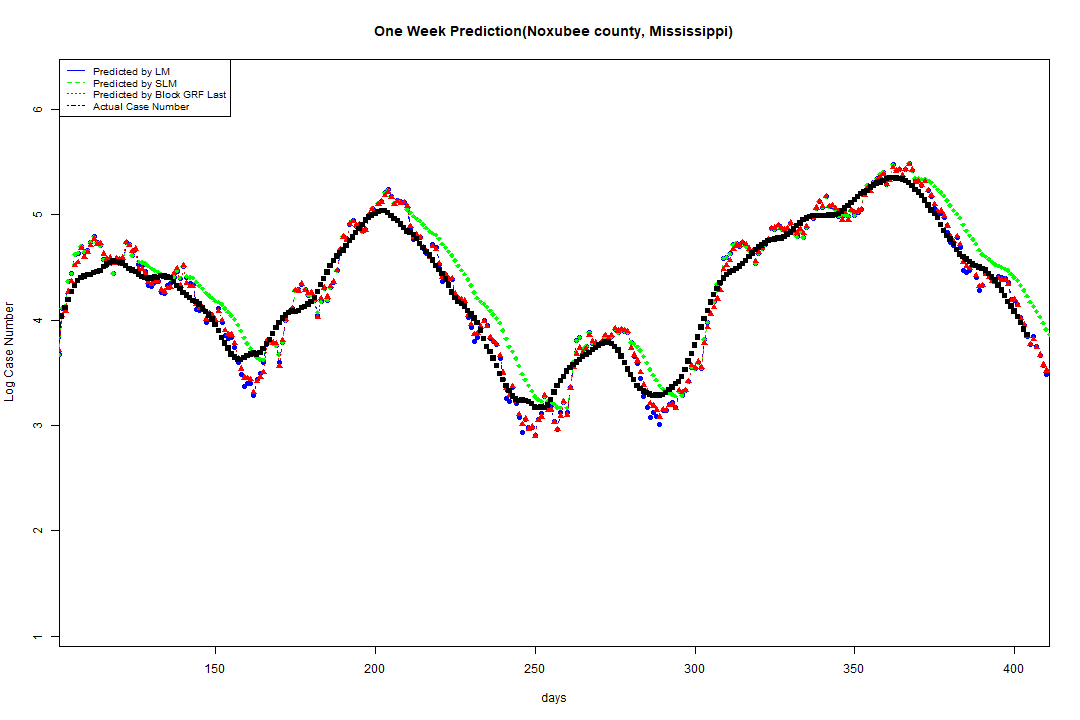 One Week Prediction(Noxubee county, Mississippi)
Predicted by LM
Predicted by SLM
Predicted by Block GRF Last
Actual Case Number
6
5
4
3
2
1
Log Case Number
150 200 250 300 350 400
days